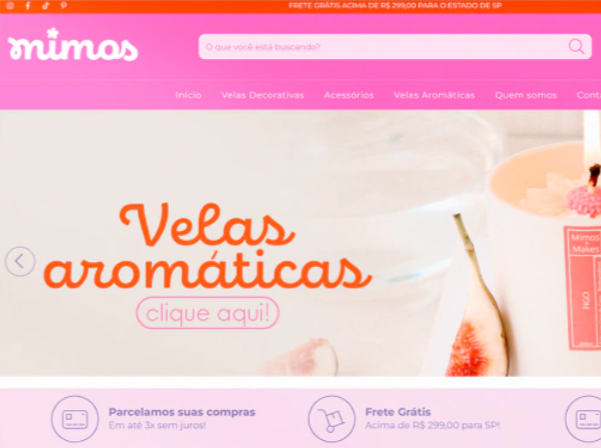 FRETE GRÁTIS ACIMA DE R$ 299,00 PARA O ESTADO DE SP
mimos
O que você está buscando?
Início Velas Decorativas Acessórios Velas Aromáticas Quem somos Cont
Velas
aromáticas
clique aqui!
Mimos
Makes
FIGO
Parcelamos suas compras
Em até 3x sem juros!
Frete Grátis
Acima de R$ 299,00 para SP!